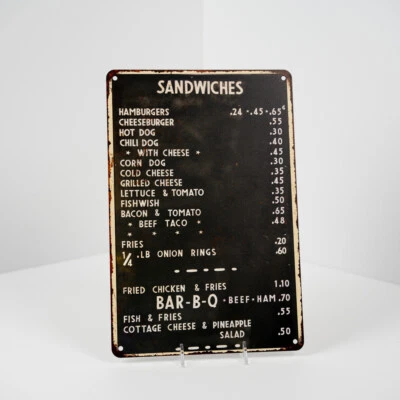 SANDWICHES
HAMBURGERS .24 - .45 - .65¢
CHEESEBURGER .55
HOT DOG .30
CHILI DOG .40
* WITH CHEESE * .45
CORN DOG .30
COLD CHEESE .35
GRILLED CHEESE .45
LETTUCE & TOMATO .35
FISHWISH .50
BACON & TOMATO .65
* BEEF TACO * .48
* * * *
FRIES .20
1/4 .LB ONION RINGS .60
FRIED CHICKEN & FRIES 1.10
BAR-B-Q - BEEF - HAM .70
FISH & FRIES .55
COTTAGE CHEESE & PINEAPPLE
SALAD .50